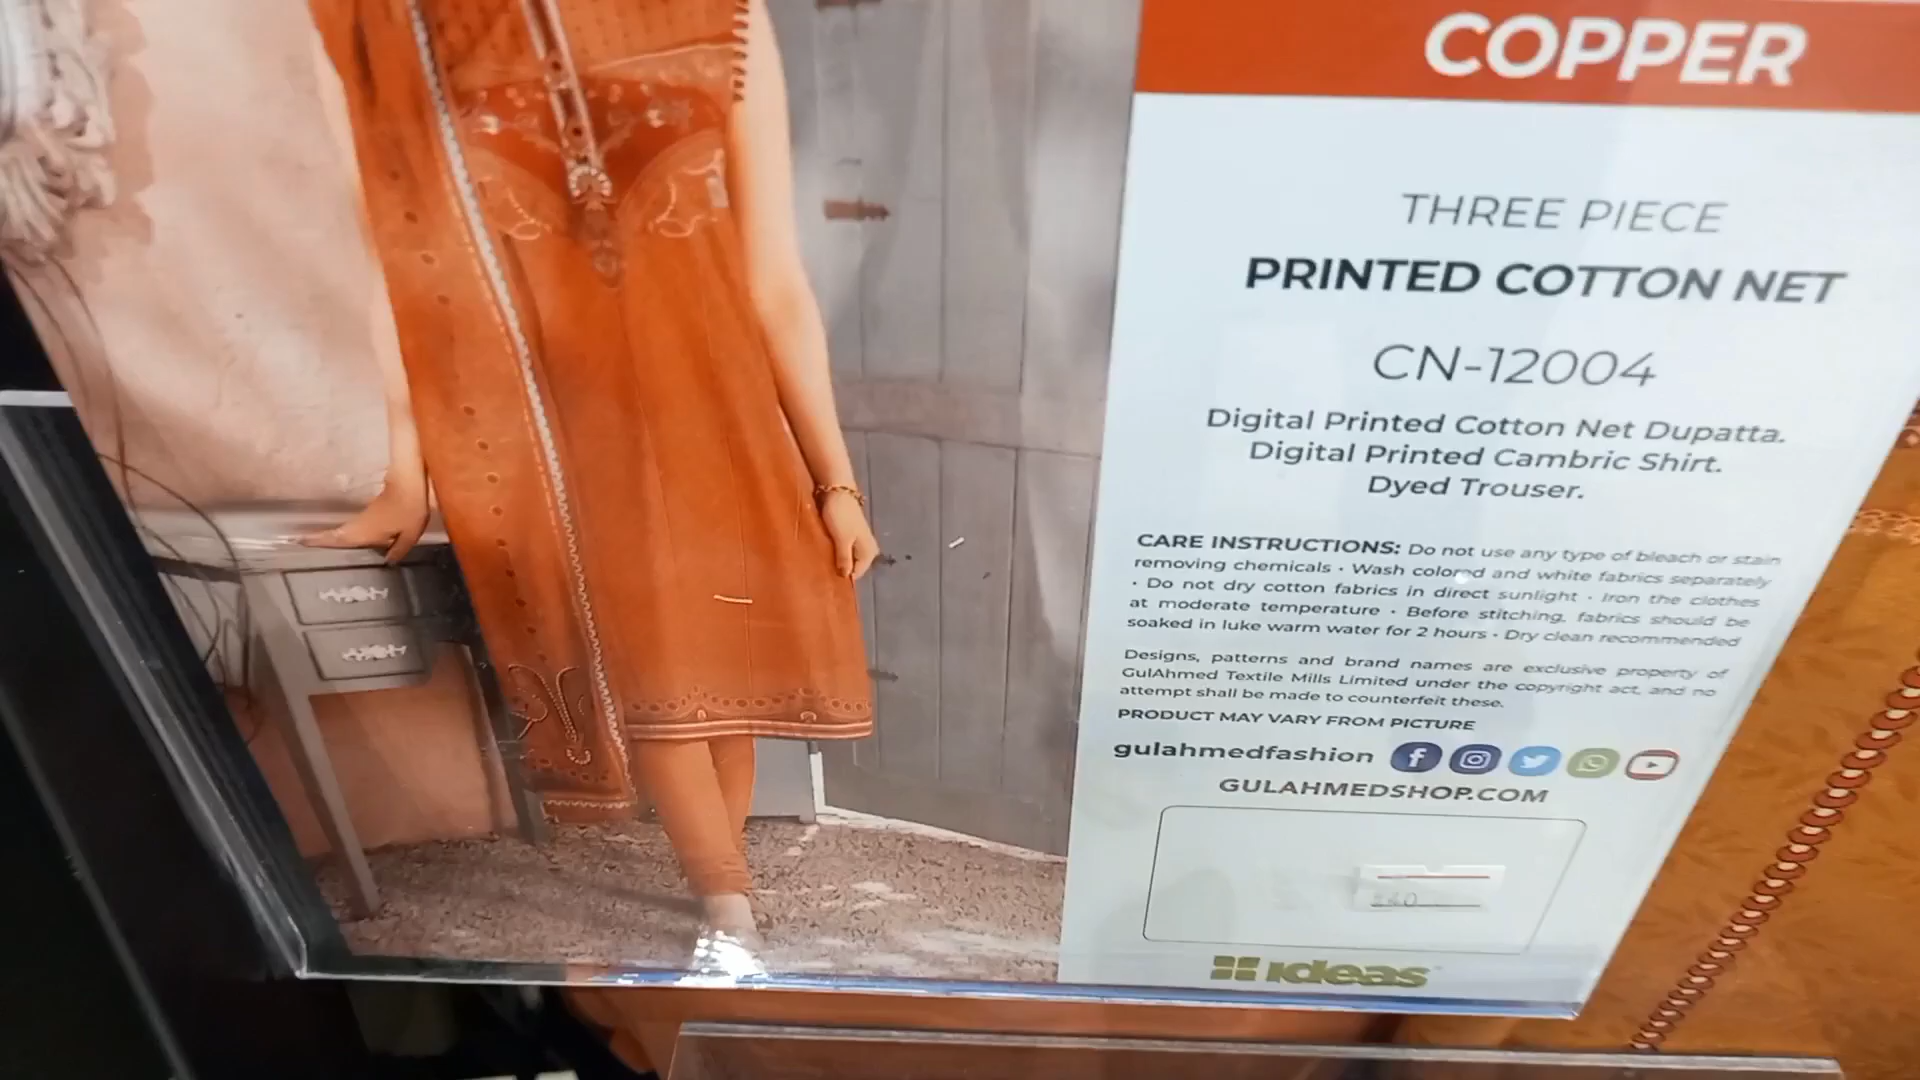 COPPER
THREE PIECE
PRINTED COTTON NET
CN-12004
Digital Printed Cotton Net Dupatta.
Digital Printed Cambric Shirt.
Dyed Trouser.
CARE INSTRUCTIONS: Do not use any type of bleach or stain
removing chemicals • Wash colored and white fabrics separately
• Do not dry cotton fabrics in direct sunlight • Iron the clothes
at moderate temperature • Before stitching, fabrics should be
soaked in luke warm water for 2 hours • Dry clean recommended
Designs, patterns and brand names are exclusive property of
GulAhmed Textile Mills Limited under the copyright act, and no
attempt shall be made to counterfeit these.
PRODUCT MAY VARY FROM PICTURE
gulahmedfashion
GULAHMEDSHOP.COM
ideas